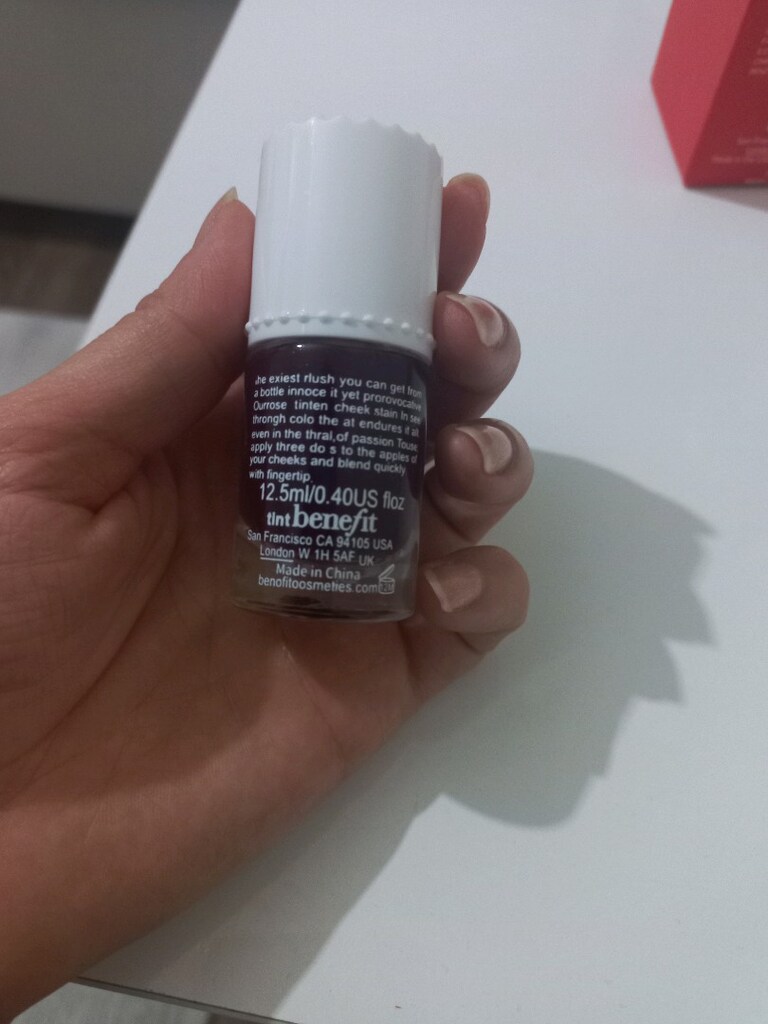 he exiest rlush you can get from
a bottle innoce it yet prorovocative
Ourrose tinten cheek stain In see
throngh colo the at endures it all
even in the thral,of passion Touse
apply three do s to the apples of
your cheeks and blend quickly
with fingertip
12.5ml/0.40US floz
tint benefit
San Francisco CA 94105 USA
London W 1H 5AF UK
Made in China
benofitoosmetres.com